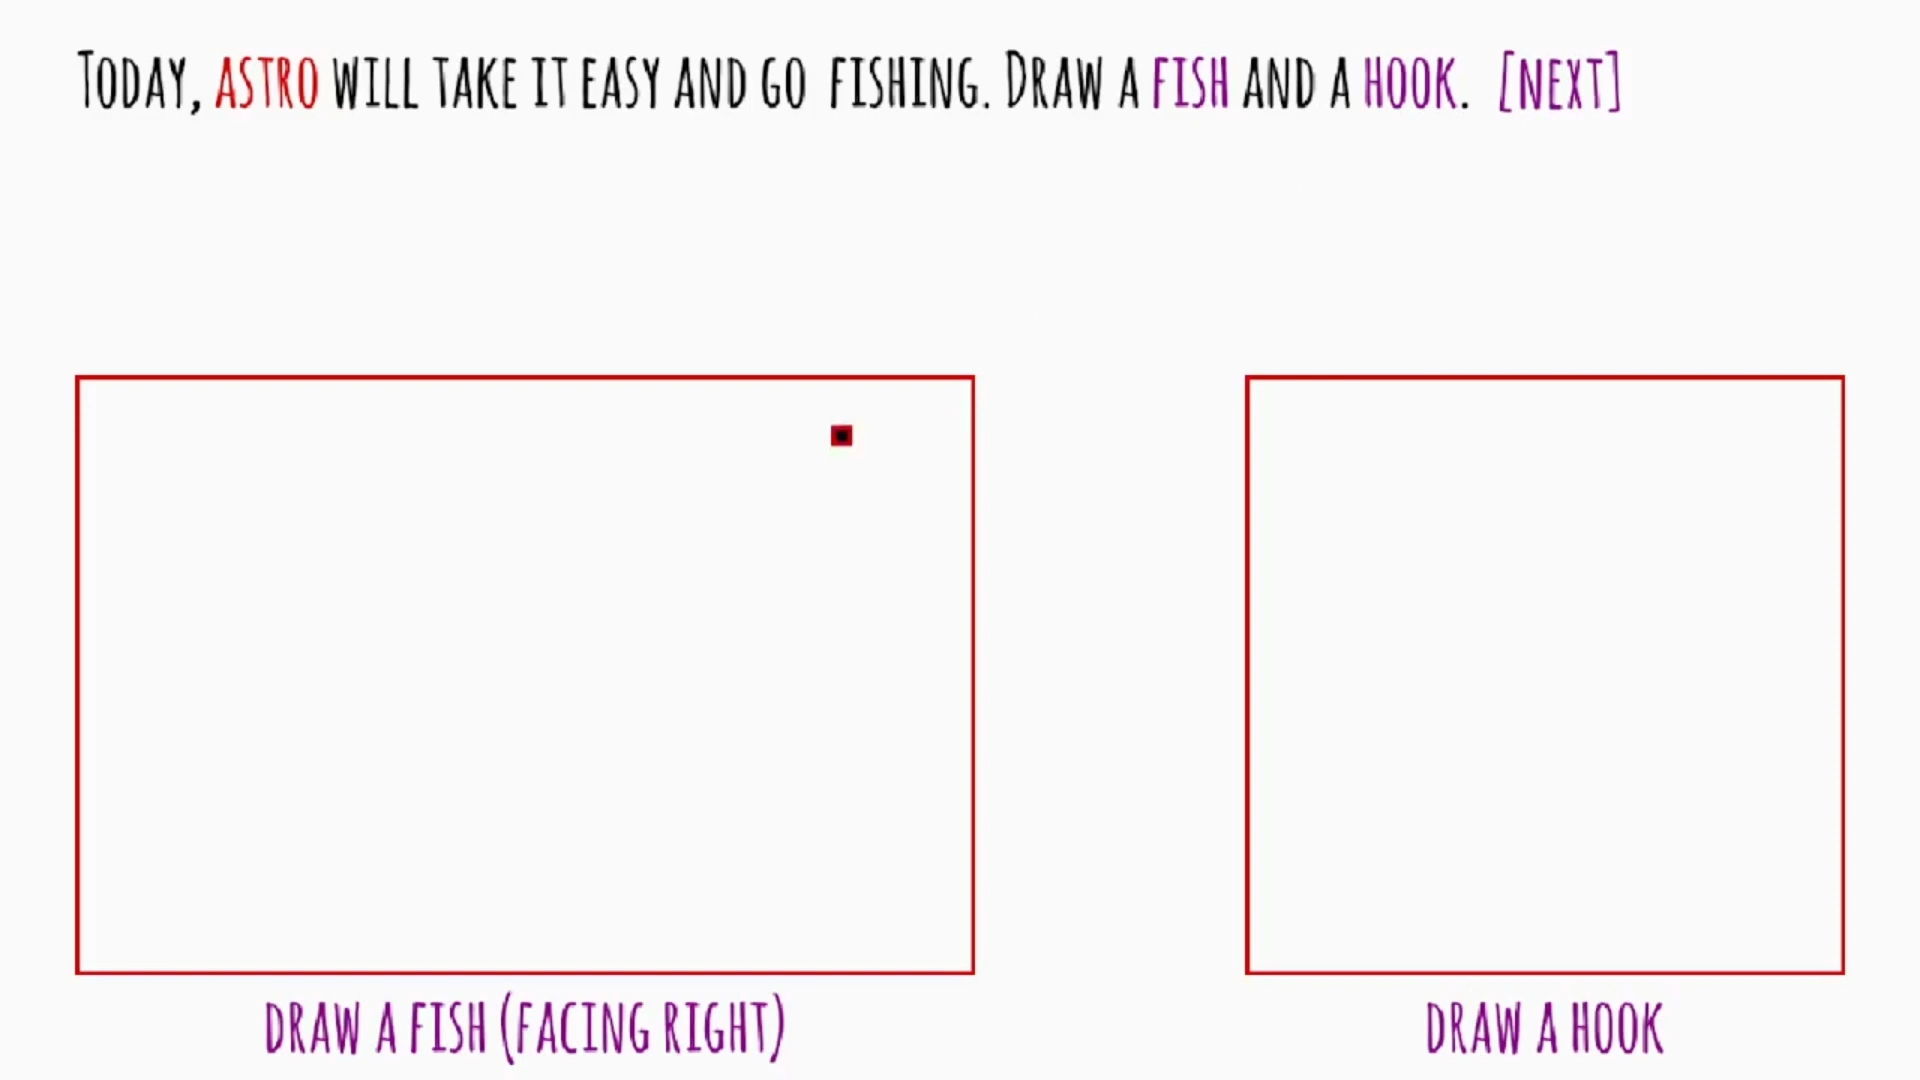 Today, astro will take it easy and go fishing. Draw a fish and a hook. [next]
draw a fish (facing right)
draw a hook